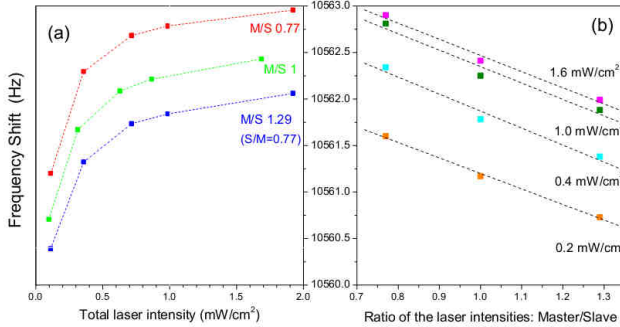 (a)
M/S 0.77
M/S 1
M/S 1.29
(S/M=0.77)
Frequency Shift (Hz)
0.0 0.5 1.0 1.5 2.0
Total laser intensity (mW/cm²)
10563.0
10562.5
10562.0
10561.5
10561.0
10560.5
10560.0
(b)
1.6 mW/cm²
1.0 mW/cm
0.4 mW/cm
0.2 mW/cm
0.7 0.8 0.9 1.0 1.1 1.2 1.3
Ratio of the laser intensities: Master/Slave